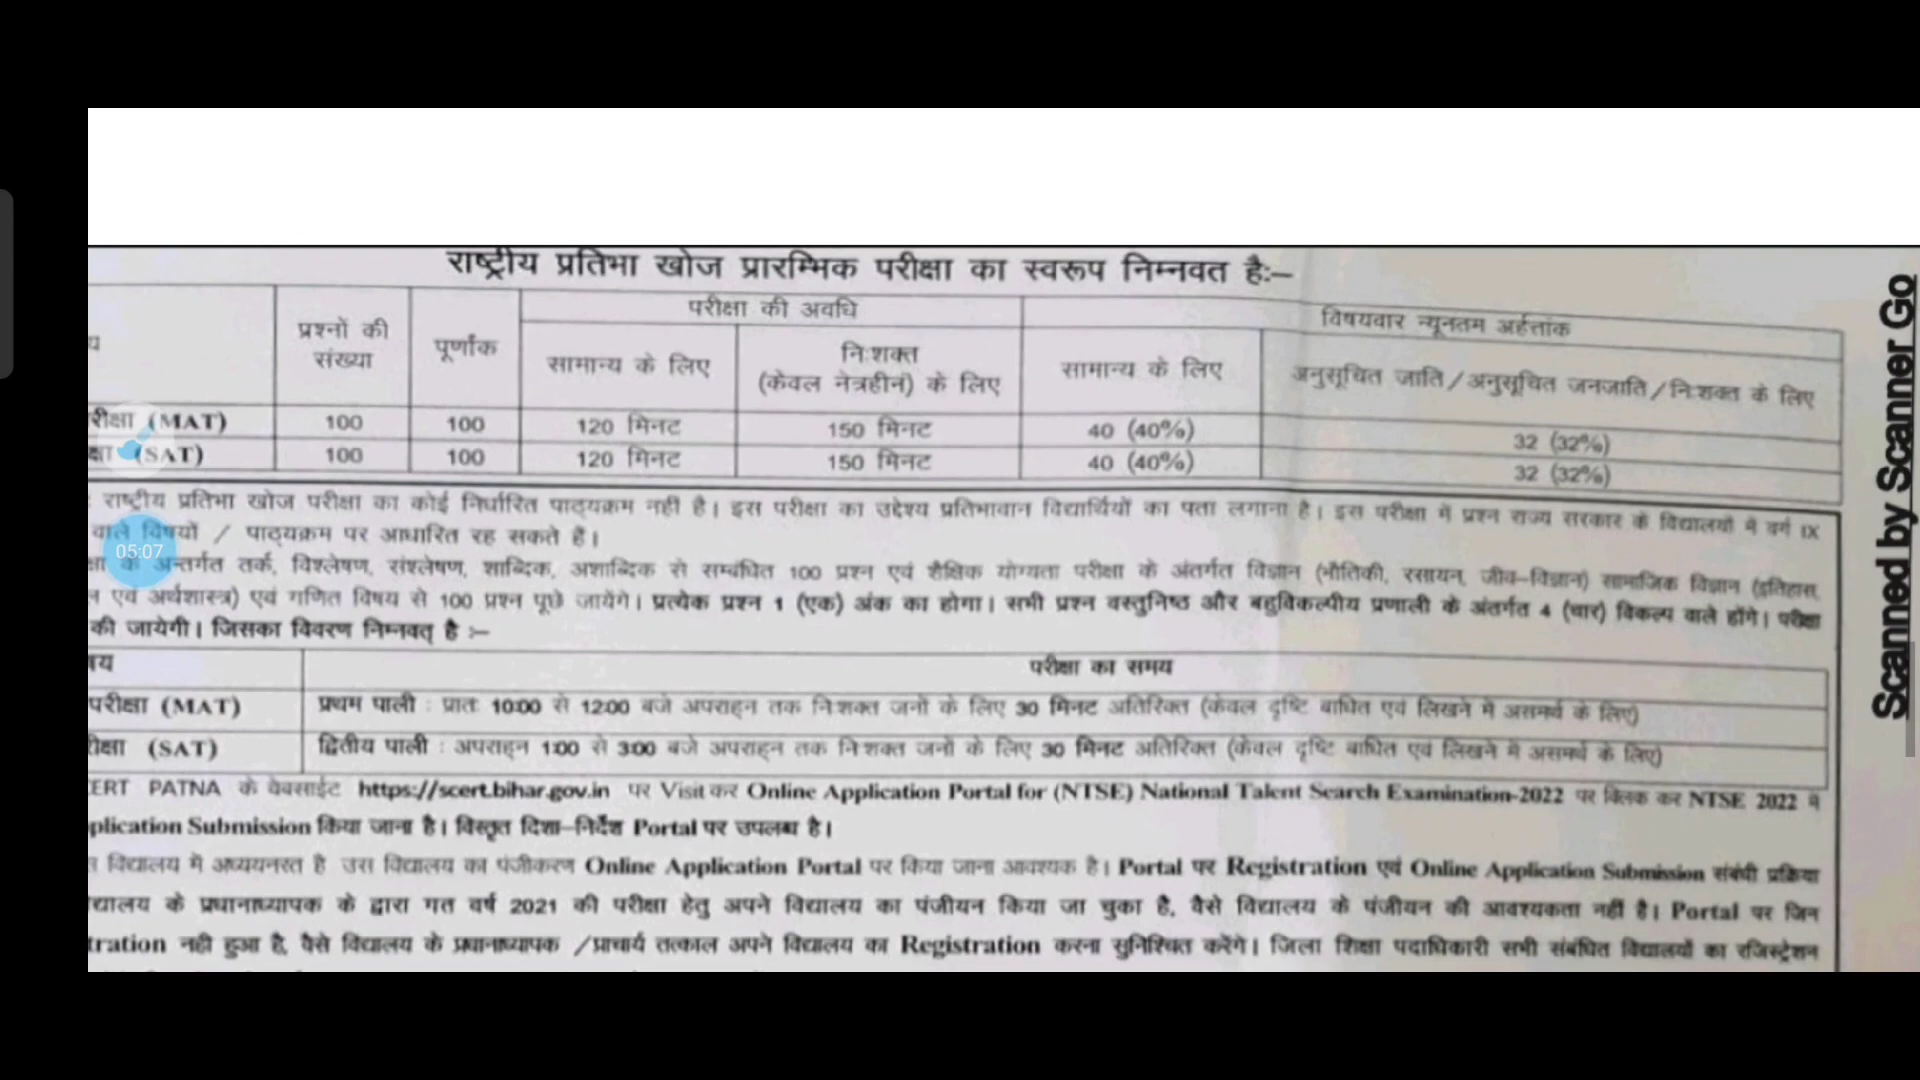 राष्ट्रीय प्रतिभा खोज प्रारम्भिक परीक्षा का स्वरूप निम्नवत है:–
परीक्षा की अवधि
विषयवार न्यूनतम अर्हत्तांक
य
प्रश्नों की संख्या
पूर्णांक
सामान्य के लिए
निःशक्त
(केवल नेत्रहीन) के लिए
सामान्य के लिए
अनुसूचित जाति/अनुसूचित जनजाति/निःशक्त के लिए
रीक्षा (MAT) 100 100 120 मिनट 150 मिनट 40 (40%) 32 (32%)
क्षा (SAT) 100 100 120 मिनट 150 मिनट 40 (40%) 32 (32%)
: राष्ट्रीय प्रतिभा खोज परीक्षा का कोई निर्धारित पाठ्यक्रम नहीं है। इस परीक्षा का उद्देश्य प्रतिभावान विद्यार्थियों का पता लगाना है। इस परीक्षा में प्रश्न राज्य सरकार के विद्यालयों में वर्ग IX
वाले विषयों / पाठ्यक्रम पर आधारित रह सकते है।
05:07
क्षा के अन्तर्गत तर्क, विश्लेषण, संश्लेषण, शाब्दिक, अशाब्दिक से सम्बंधित 100 प्रश्न एवं शैक्षिक योग्यता परीक्षा के अंतर्गत विज्ञान (भौतिकी, रसायन, जीव–विज्ञान) सामाजिक विज्ञान (इतिहास,
ल एवं अर्थशास्त्र) एवं गणित विषय से 100 प्रश्न पूछे जायेंगे। प्रत्येक प्रश्न 1 (एक) अंक का होगा। सभी प्रश्न वस्तुनिष्ठ और बहुविकल्पीय प्रणाली के अंतर्गत 4 (चार) विकल्प वाले होंगे। परीक्षा
की जायेगी। जिसका विवरण निम्नवत् है :–
षय परीक्षा का समय
परीक्षा (MAT) प्रथम पाली : प्रातः 10:00 से 12:00 बजे अपराह्न तक निःशक्त जनों के लिए 30 मिनट अतिरिक्त (केवल दृष्टि बाधित एवं लिखने में असमर्थ के लिए)
रीक्षा (SAT) द्वितीय पाली : अपराहन 1:00 से 3:00 बजे अपराहन तक निःशक्त जनों के लिए 30 मिनट अतिरिक्त (केवल दृष्टि बाधित एवं लिखने में असमर्थ के लिए)
ERT PATNA के वेबसाईट https://scert.bihar.gov.in पर Visit कर Online Application Portal for (NTSE) National Talent Search Examination-2022 पर क्लिक कर NTSE 2022 में
plication Submission किया जाना है। विस्तृत दिशा–निर्देश Portal पर उपलब्ध है।
स विद्यालय में अध्ययनरत है उस विद्यालय का पंजीकरण Online Application Portal पर किया जाना आवश्यक है। Portal पर Registration एवं Online Application Submission संबंधी प्रक्रिया
द्यालय के प्रधानाध्यापक के द्वारा गत वर्ष 2021 की परीक्षा हेतु अपने विद्यालय का पंजीयन किया जा चुका है, वैसे विद्यालय के पंजीयन की आवश्यकता नहीं है। Portal पर जिन
tration नही हुआ है, वैसे विद्यालय के प्रधानाध्यापक /प्राचार्य तत्काल अपने विद्यालय का Registration करना सुनिश्चित करेंगे। जिला शिक्षा पदाधिकारी सभी संबंधित विद्यालयों का रजिस्ट्रेशन
Scanned by Scanner Go